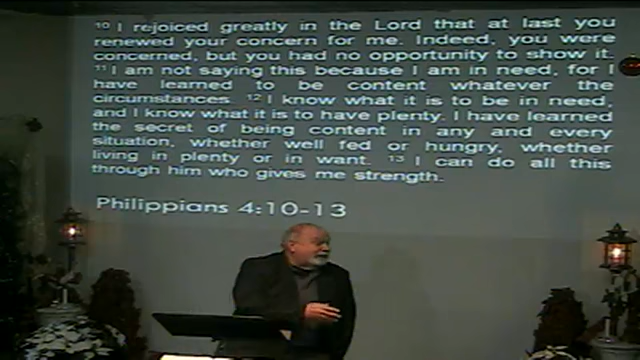 10 I rejoiced greatly in the Lord that at last you
renewed your concern for me. Indeed, you were
concerned, but you had no opportunity to show it.
11 I am not saying this because I am in need, for I
have learned to be content whatever the
circumstances. 12 I know what it is to be in need,
and I know what it is to have plenty. I have learned
the secret of being content in any and every
situation, whether well fed or hungry, whether
living in plenty or in want. 13 I can do all this
through him who gives me strength.
Philippians 4:10-13